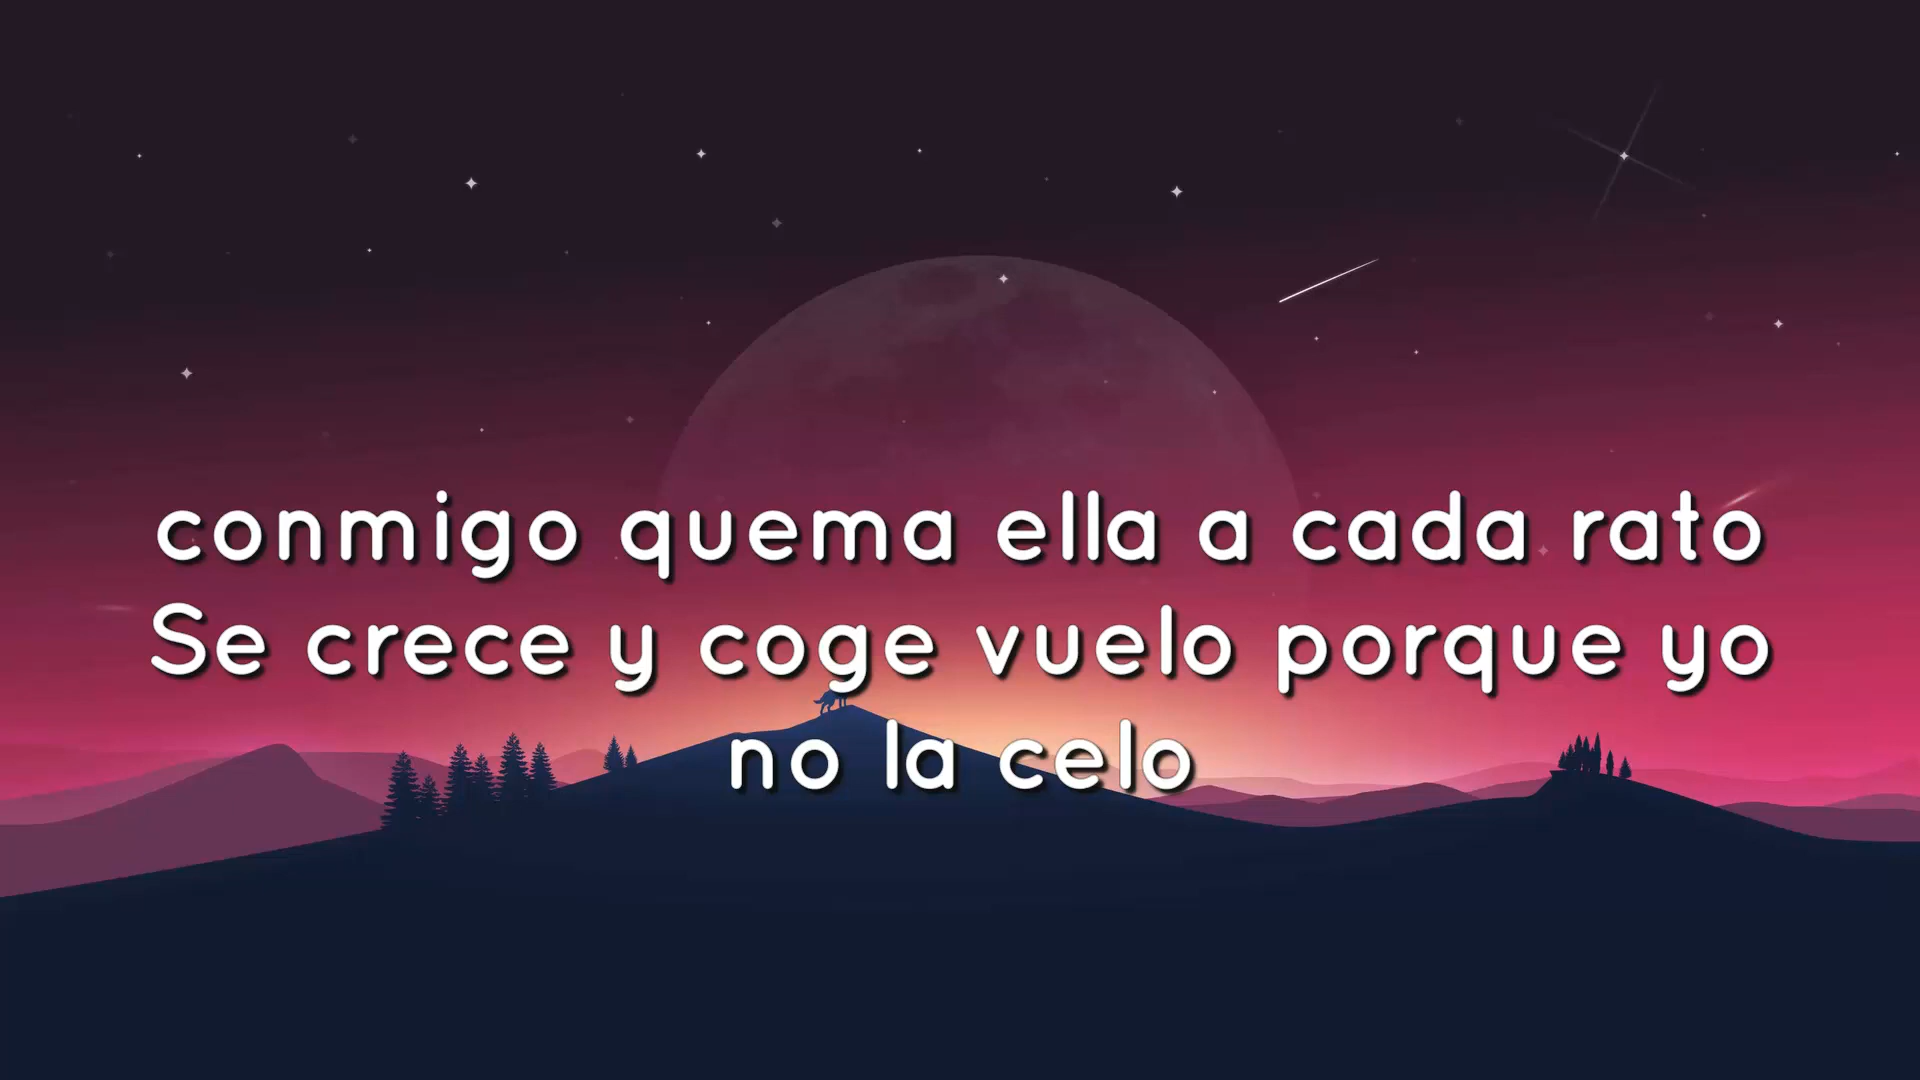 conmigo quema ella a cada rato
Se crece y coge vuelo porque yo
no la celo